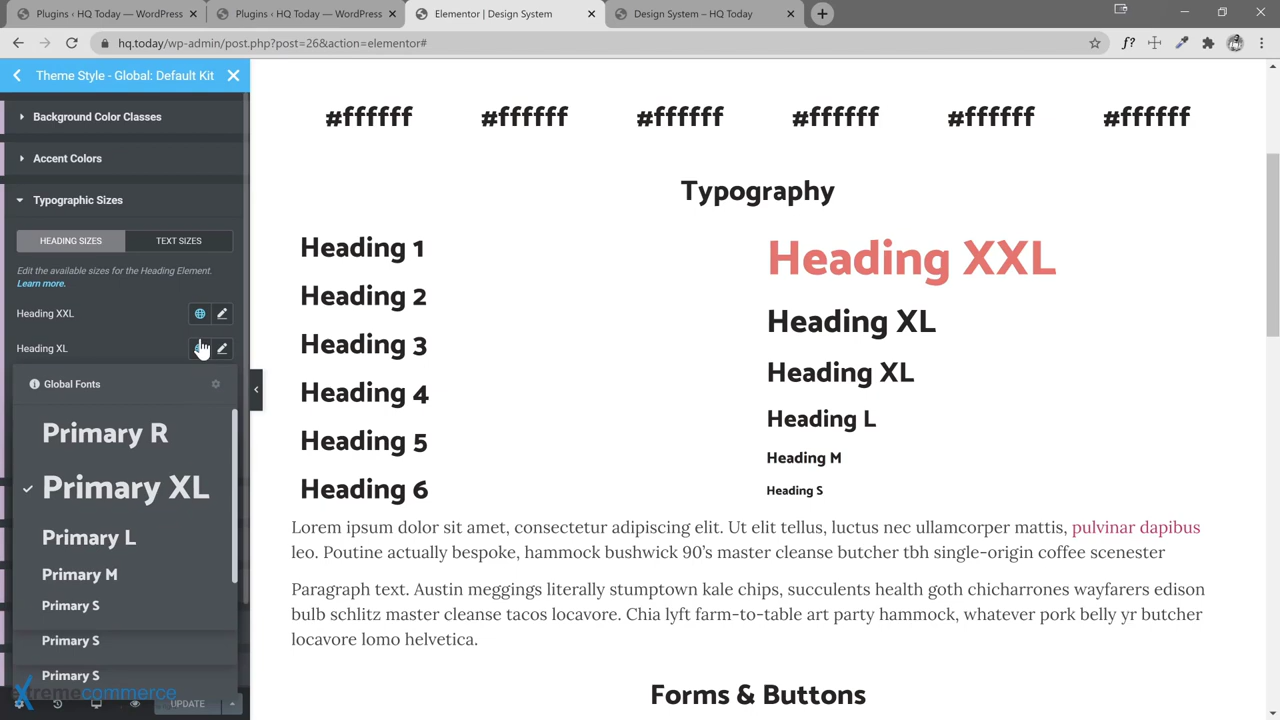 Plugins ‹ HQ Today — WordPress
Plugins ‹ HQ Today — WordPress
Elementor | Design System
Design System – HQ Today
hq.today/wp-admin/post.php?post=26&action=elementor#
f?
Theme Style - Global: Default Kit
Background Color Classes
Accent Colors
Typographic Sizes
HEADING SIZES
TEXT SIZES
Edit the available sizes for the Heading Element.
Learn more.
Heading XXL
Heading XL
Global Fonts
Primary R
Primary XL
Primary L
Primary M
Primary S
Primary S
Primary S
xtremecommerce
UPDATE
#ffffff #ffffff #ffffff #ffffff #ffffff #ffffff
Typography
Heading 1
Heading 2
Heading 3
Heading 4
Heading 5
Heading 6
Heading XXL
Heading XL
Heading XL
Heading L
Heading M
Heading S
Lorem ipsum dolor sit amet, consectetur adipiscing elit. Ut elit tellus, luctus nec ullamcorper mattis, pulvinar dapibus
leo. Poutine actually bespoke, hammock bushwick 90's master cleanse butcher tbh single-origin coffee scenester
Paragraph text. Austin meggings literally stumptown kale chips, succulents health goth chicharrones wayfarers edison
bulb schlitz master cleanse tacos locavore. Chia lyft farm-to-table art party hammock, whatever pork belly yr butcher
locavore lomo helvetica.
Forms & Buttons